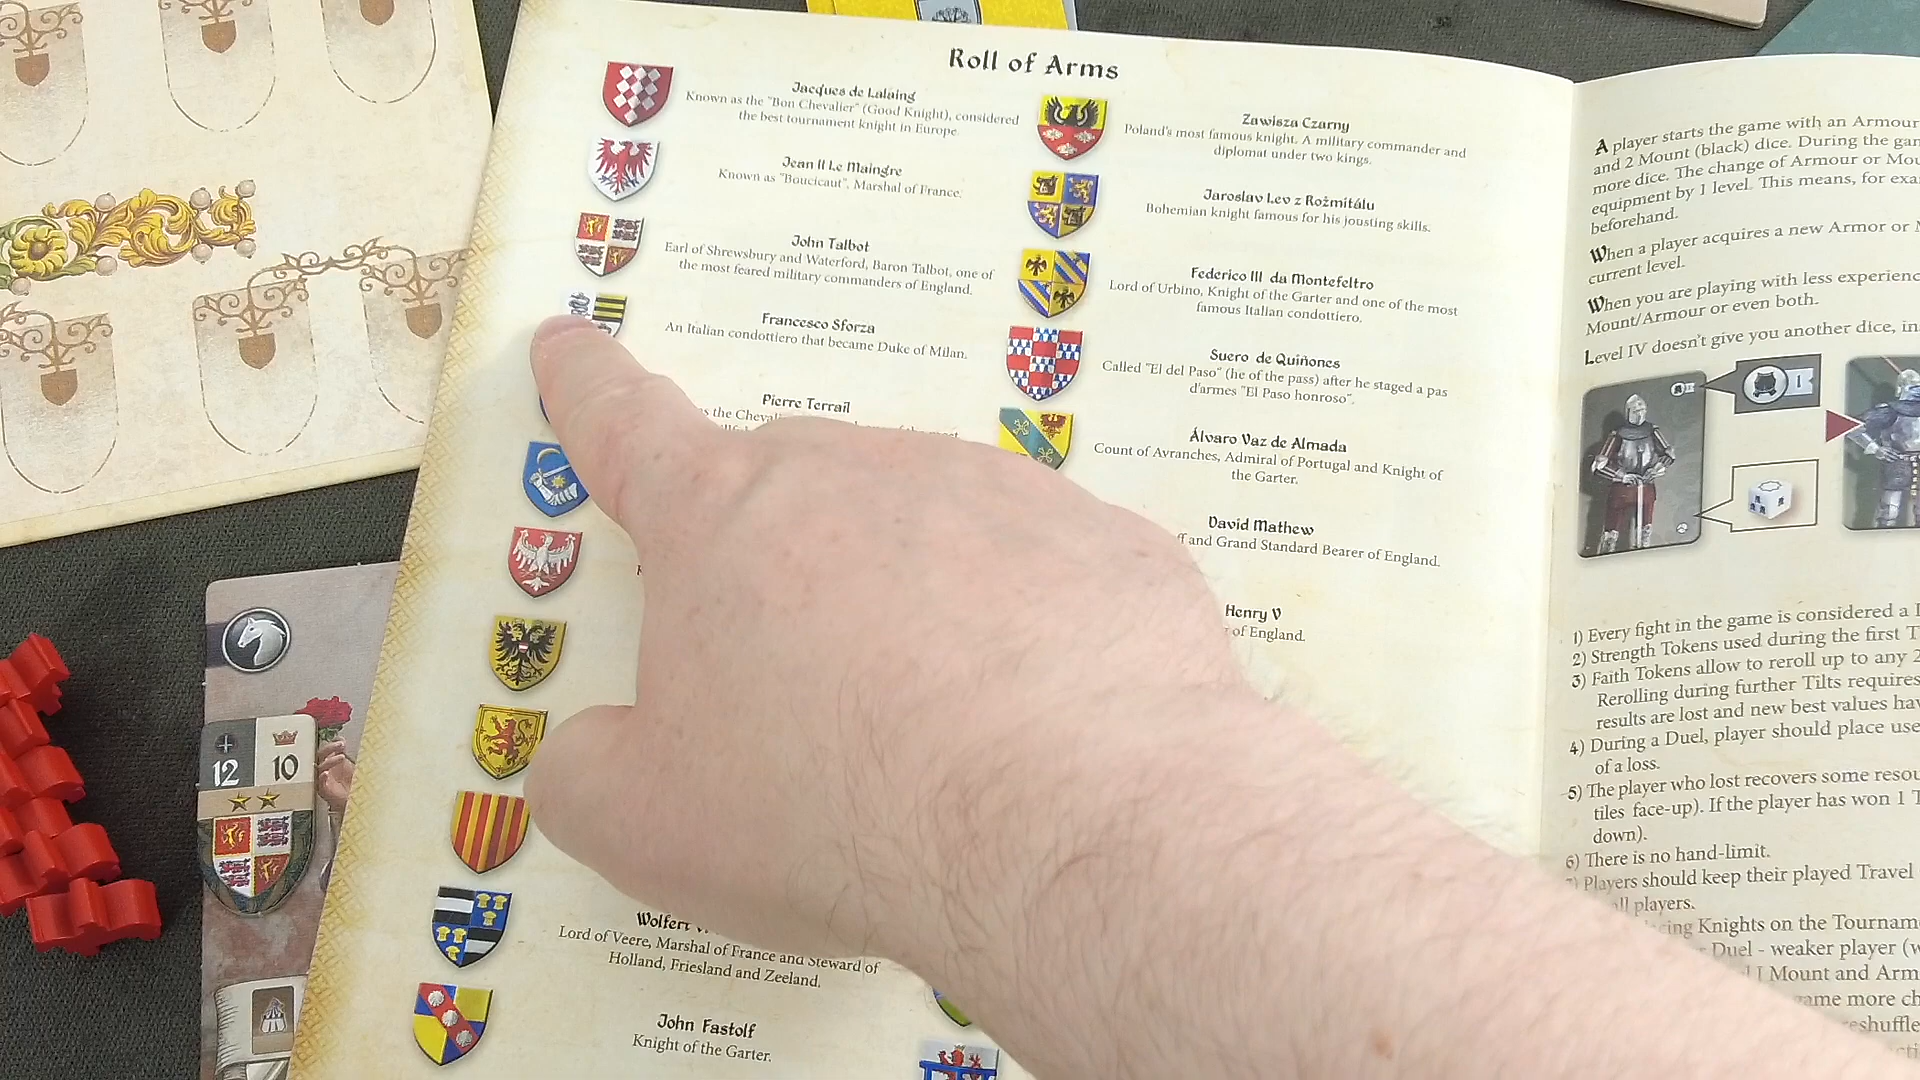 Roll of Arms
Jacques de Lalaing
Known as the "Bon Chevalier" (Good Knight), considered
the best tournament knight in Europe.
Jean II Le Maingre
Known as "Boucicaut", Marshal of France.
John Talbot
Earl of Shrewsbury and Waterford, Baron Talbot, one of
the most feared military commanders of England.
Francesco Sforza
An Italian condottiero that became Duke of Milan.
Pierre Terrail
the
Lord of Veere, Marshal of France and Steward of
Holland, Friesland and Zeeland.
John Fastolf
Knight of the Garter.
Zawisza Czarny
Poland's most famous knight. A military commander and
diplomat under two kings.
Jaroslav Lev z Rožmitálu
Bohemian knight famous for his jousting skills.
Federico III da Montefeltro
Lord of Urbino, Knight of the Garter and one of the most
famous Italian condottiero.
Suero de Quiñones
Called "El del Paso" (he of the pass) after he staged a pas
d'armes "El Paso honroso".
Álvaro Vaz de Almada
Count of Avranches, Admiral of Portugal and Knight of
the Garter.
David Mathew
and Grand Standard Bearer of England.
Henry V
of England.
A player starts the game with an Armour
and 2 Mount (black) dice. During the
more dice. The change of Armour or
equipment by 1 level. This means, for
beforehand.
When a player acquires a new Armor or
current level.
When you are playing with less
Mount/Armour or even both.
Level IV doesn't give you another dice,
I
1) Every fight in the game is considered a
2) Strength Tokens used during the first
3) Faith Tokens allow to reroll up to any 2
Rerolling during further Tilts requires
results are lost and new best values
4) During a Duel, player should place
of a loss.
5) The player who lost recovers some
tiles face-up). If the player has won 1
down).
6) There is no hand-limit.
Players should keep their played Travel
players.
Knights on the
Duel - weaker player
I Mount and
game more
12
10